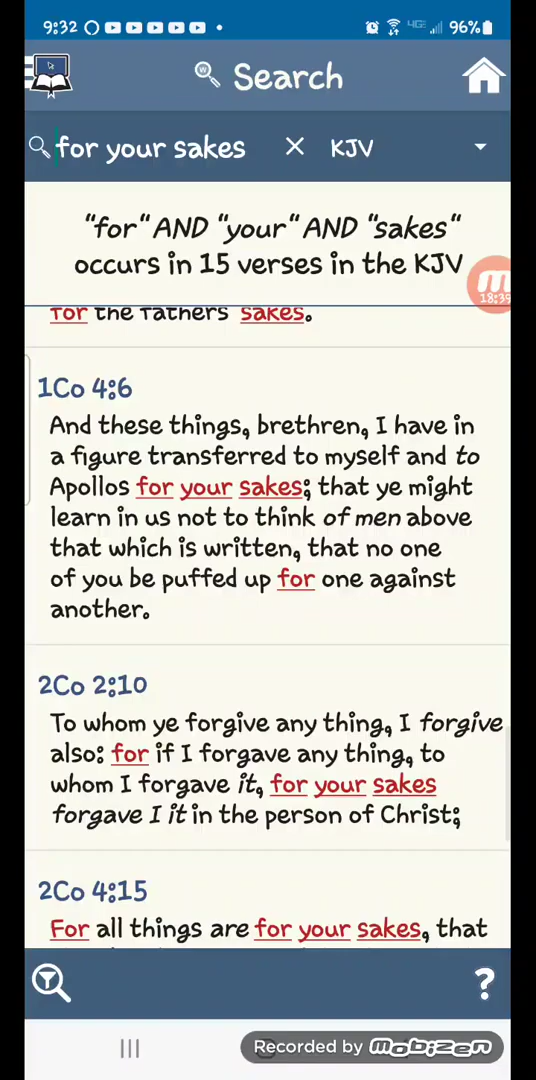 9:32 96%
Search
for your sakes × KJV
"for" AND "your" AND "sakes"
occurs in 15 verses in the KJV
18:39
for the fathers' sakes.
1Co 4:6
And these things, brethren, I have in
a figure transferred to myself and to
Apollos for your sakes; that ye might
learn in us not to think of men above
that which is written, that no one
of you be puffed up for one against
another.
2Co 2:10
To whom ye forgive any thing, I forgive
also: for if I forgave any thing, to
whom I forgave it, for your sakes
forgave I it in the person of Christ;
2Co 4:15
For all things are for your sakes, that
?
Recorded by mobizen